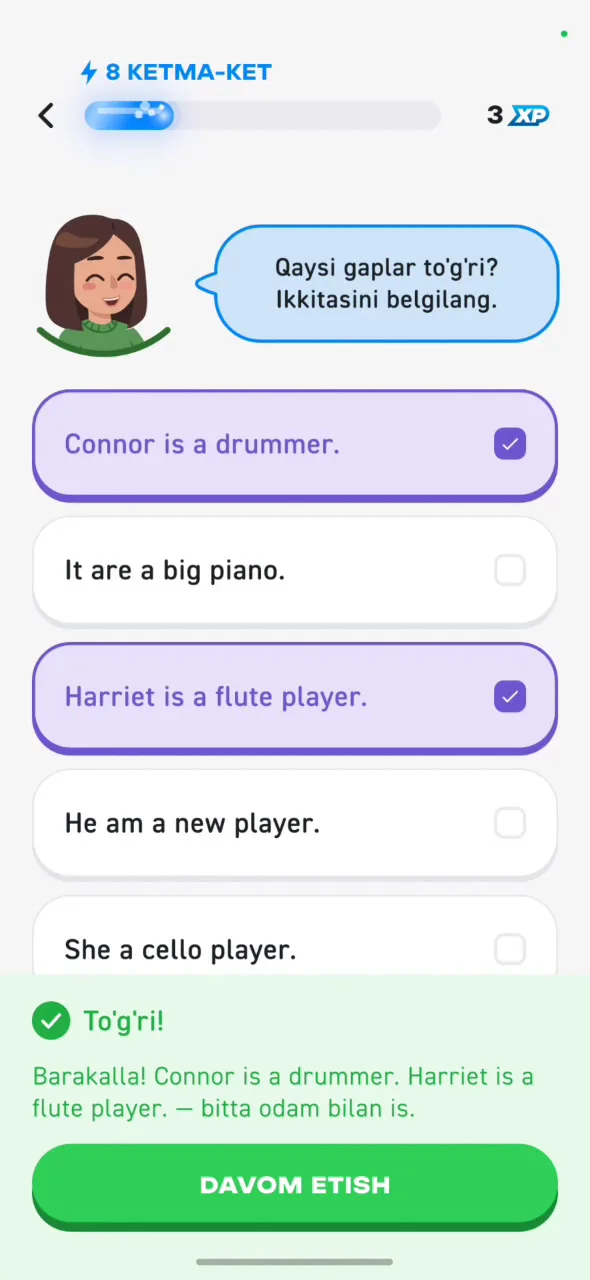 8 KETMA-KET
3 XP
Qaysi gaplar to'g'ri?
Ikkitasini belgilang.
Connor is a drummer.
It are a big piano.
Harriet is a flute player.
He am a new player.
She a cello player.
To'g'ri!
Barakalla! Connor is a drummer. Harriet is a
flute player. — bitta odam bilan is.
DAVOM ETISH